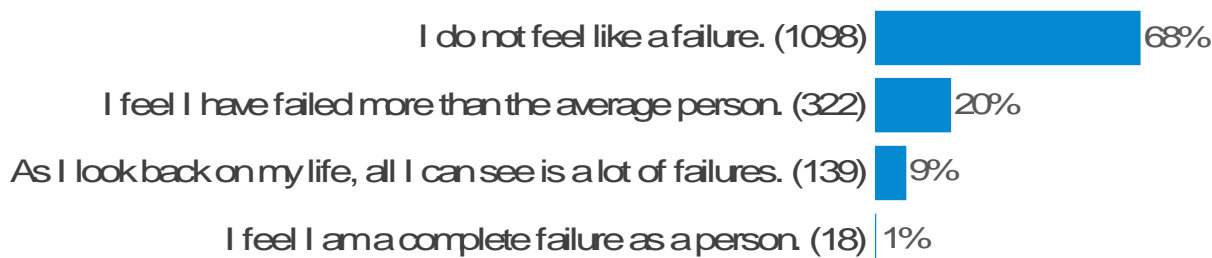 I do not feel like a failure. (1098) 68%
I feel I have failed more than the average person. (322) 20%
As I look back on my life, all I can see is a lot of failures. (139) 9%
I feel I am a complete failure as a person. (18) 1%